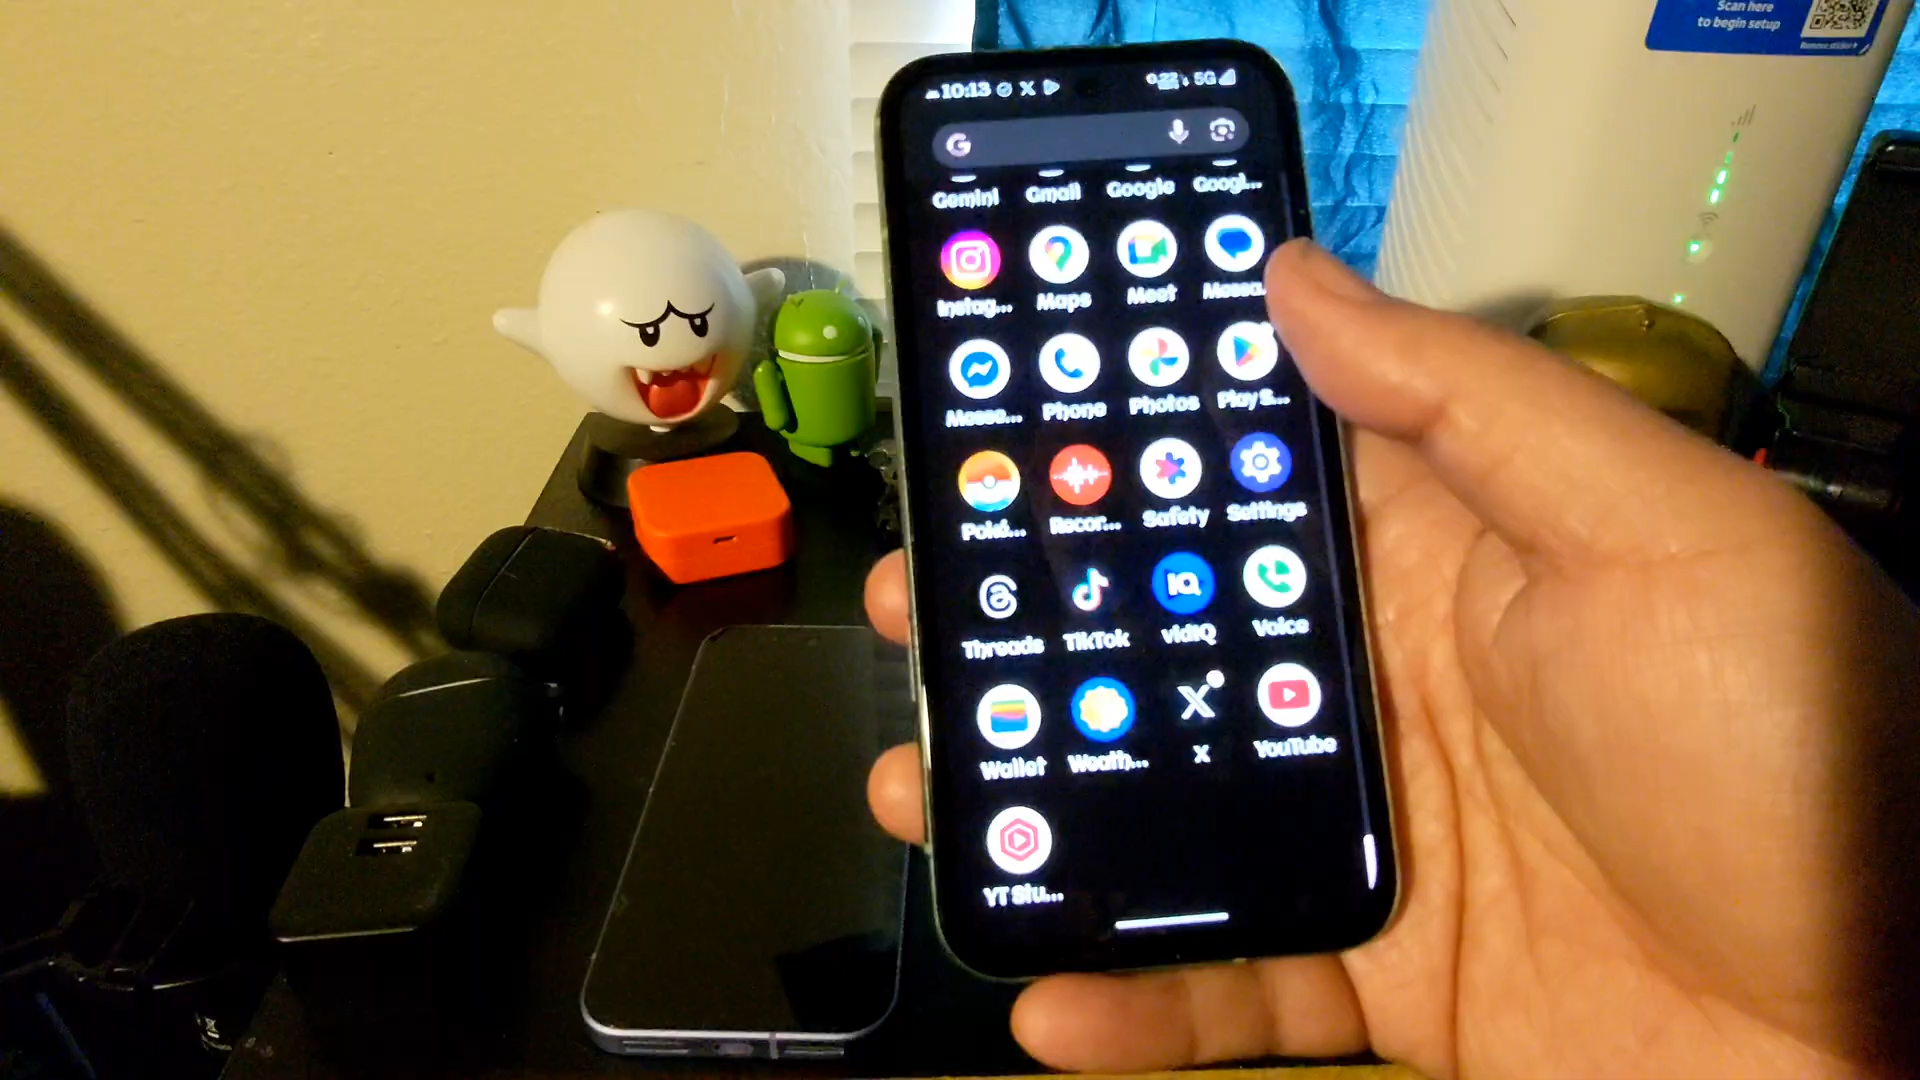 Scan here
to begin setup
10:13
5G
Gemini Gmail Google Googl...
Instag... Maps Meet Messa...
Messe... Phone Photos Play S...
Poké... Recor... Safety Settings
Threads TikTok vidIQ Voice
Wallet Weath... X YouTube
YT Stu...